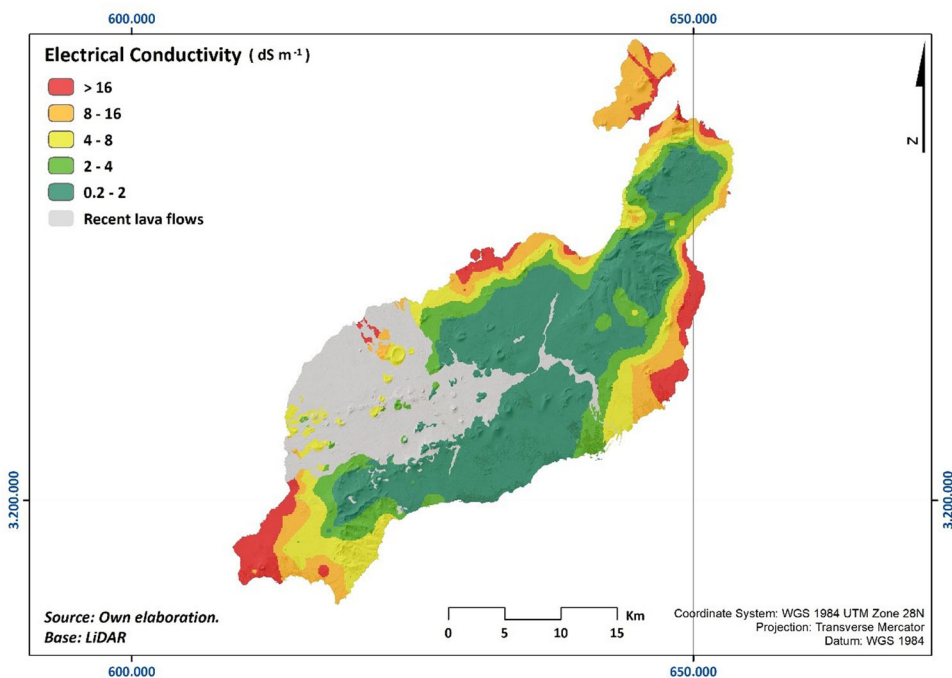 600.000 650.000
Electrical Conductivity ( dS m⁻¹ )
> 16
8 - 16
4 - 8
2 - 4
0.2 - 2
Recent lava flows
N
3.200.000 3.200.000
Source: Own elaboration.
Base: LiDAR
Km
0 5 10 15
Coordinate System: WGS 1984 UTM Zone 28N
Projection: Transverse Mercator
Datum: WGS 1984
600.000 650.000